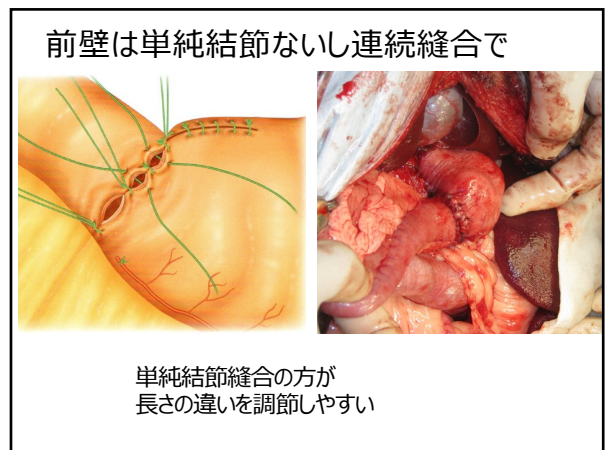 前壁は単純結節ないし連続縫合で
単純結節縫合の方が
長さの違いを調節しやすい